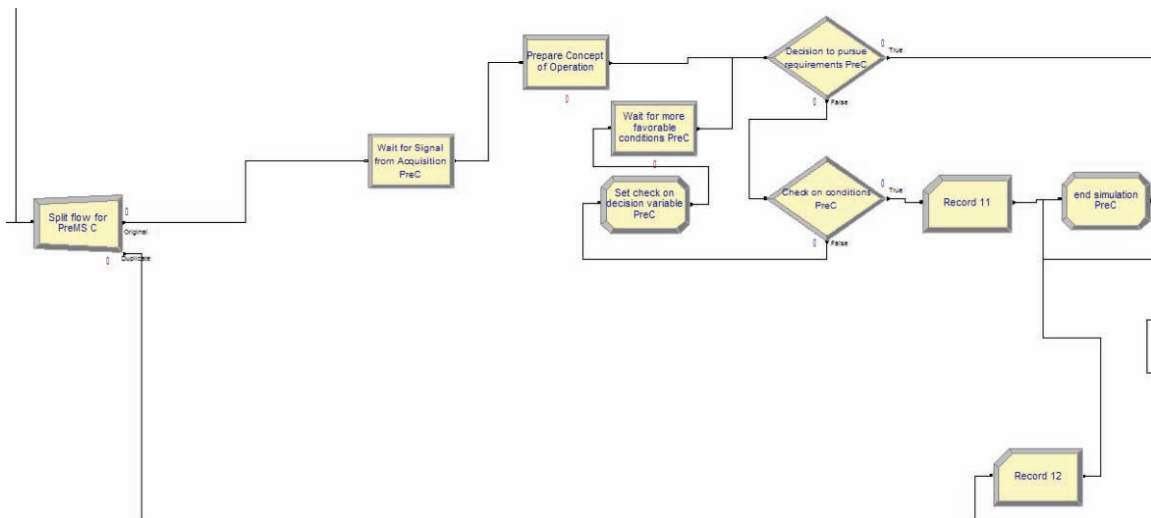 Split flow for
PreMS C
0
Original
0
Duplicate
Wait for Signal
from Acquisition
PreC
Prepare Concept
of Operation
0
Wait for more
favorable
conditions PreC
0
Set check on
decision variable
PreC
Decision to pursue
requirements PreC
0
True
0
False
Check on conditions
PreC
0
True
0
False
Record 11
end simulation
PreC
Record 12